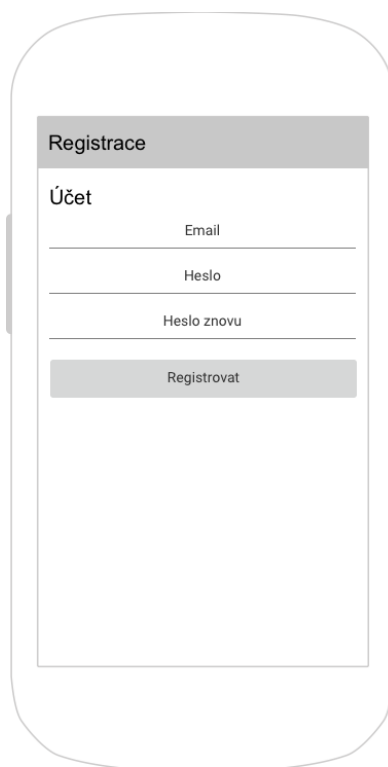 Registrace
Účet
Email
Heslo
Heslo znovu
Registrovat